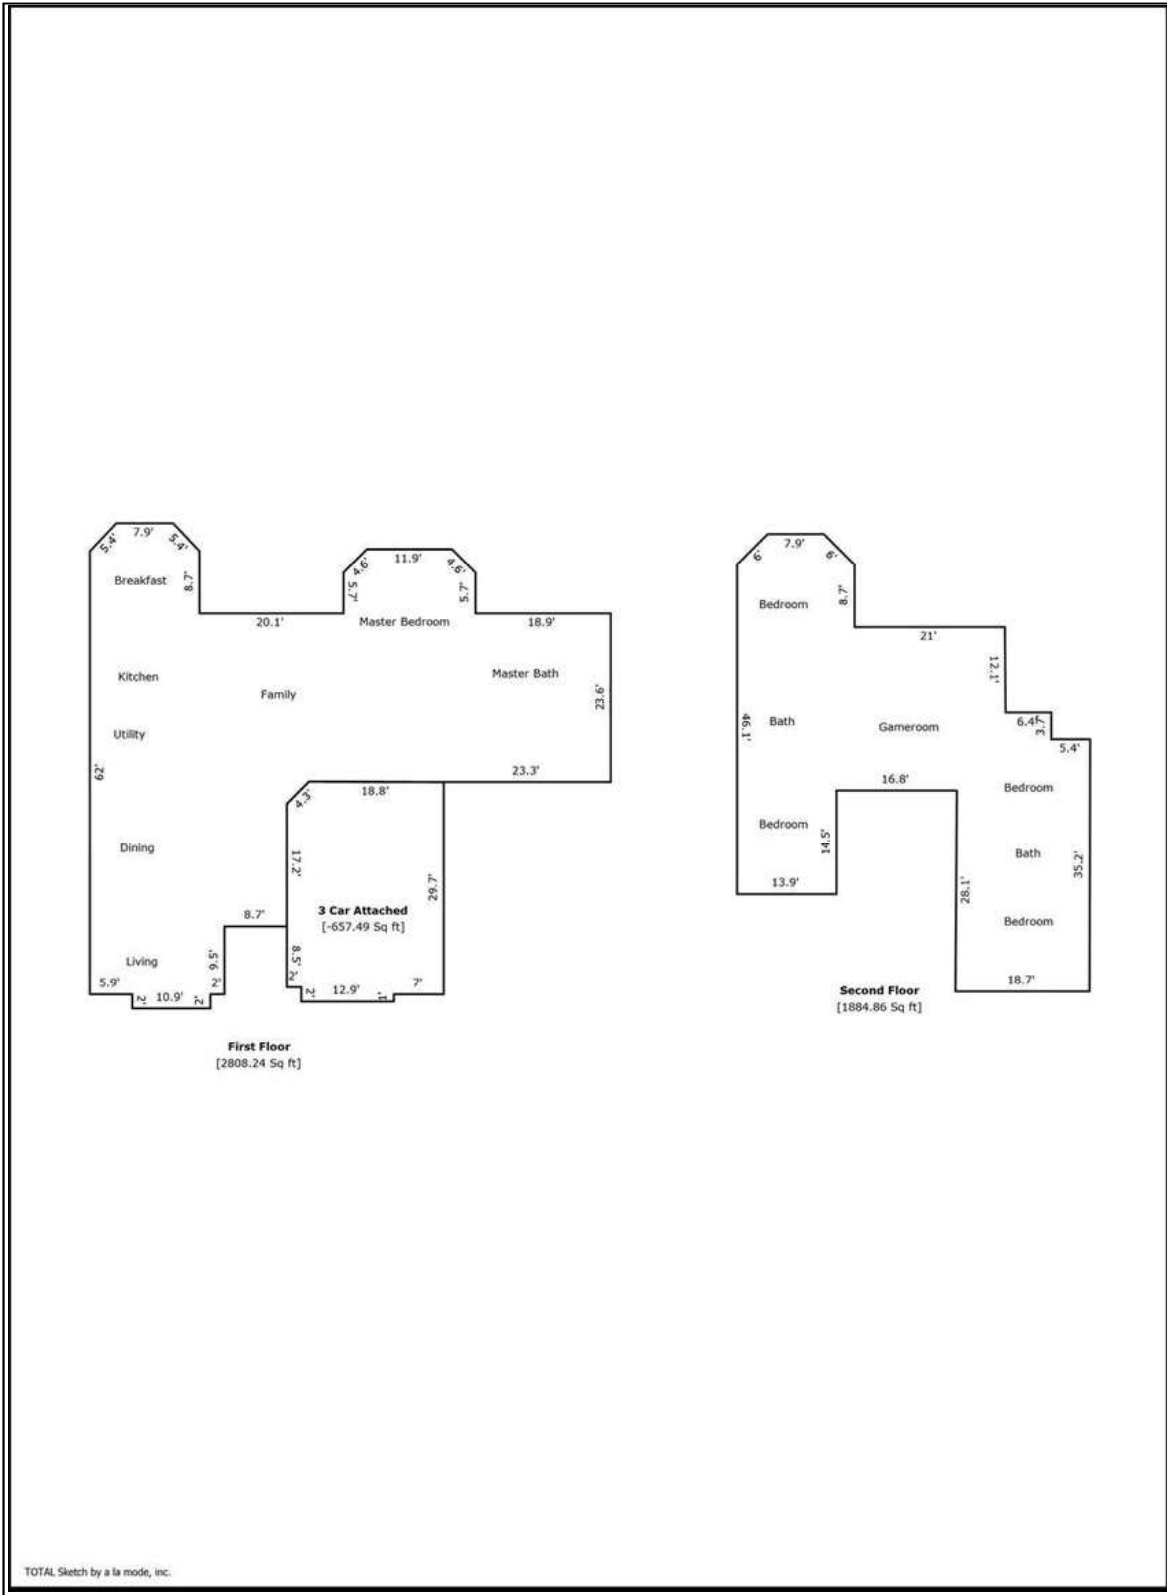 7.9'
5.4'
5.4'
Breakfast
8.7'
11.9'
4.6'
4.6'
5.7'
5.7'
20.1'
Master Bedroom
18.9'
Kitchen
Family
Master Bath
23.6'
Utility
62'
23.3'
18.8'
4.3'
Dining
17.2'
29.7'
3 Car Attached
[-657.49 Sq ft]
8.7'
Living
9.5'
8.5'
5.9'
2'
10.9'
2'
2'
2'
2'
12.9'
1'
7'
First Floor
[2808.24 Sq ft]
7.9'
6'
6'
Bedroom
8.7'
21'
12.1'
46.1'
Bath
Gameroom
6.4'
3.7'
5.4'
16.8'
Bedroom
Bedroom
14.5'
Bath
35.2'
13.9'
28.1'
Bedroom
18.7'
Second Floor
[1884.86 Sq ft]
TOTAL Sketch by a la mode, inc.